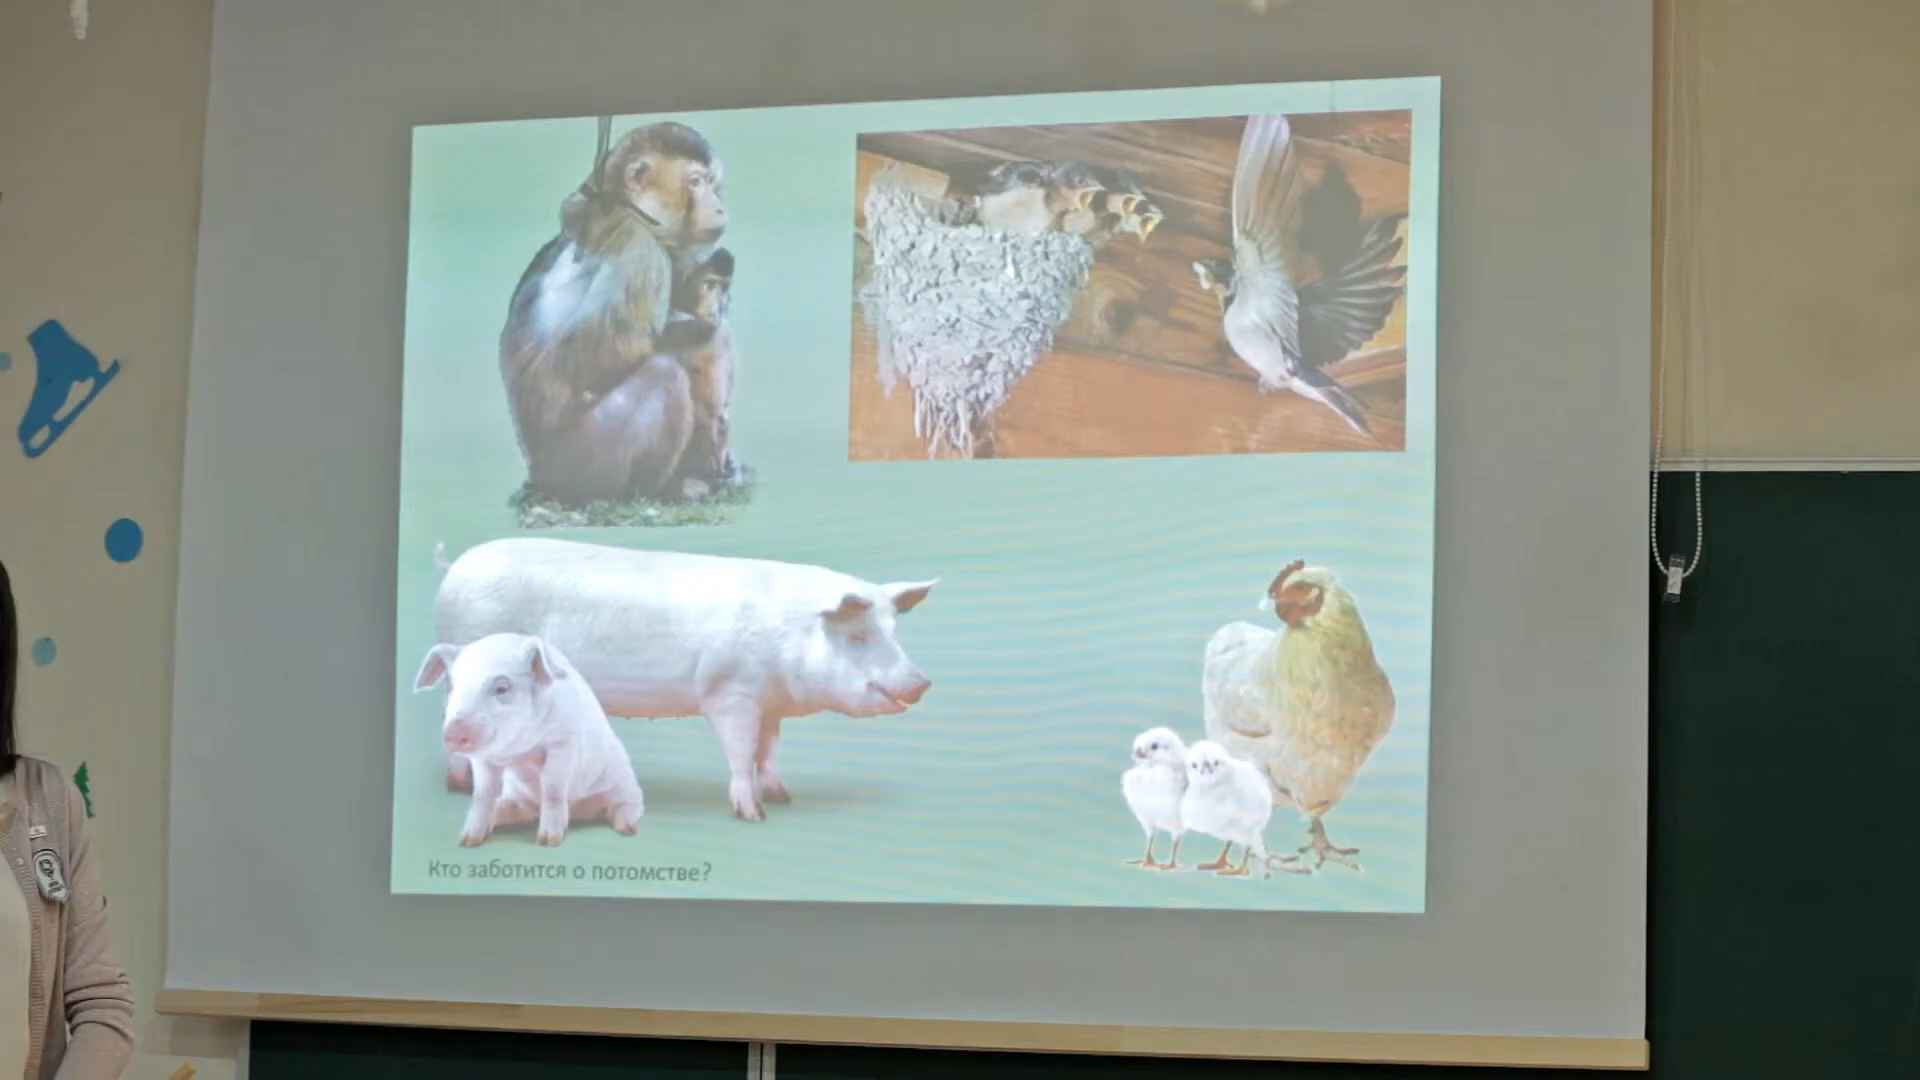 Кто заботится о потомстве?